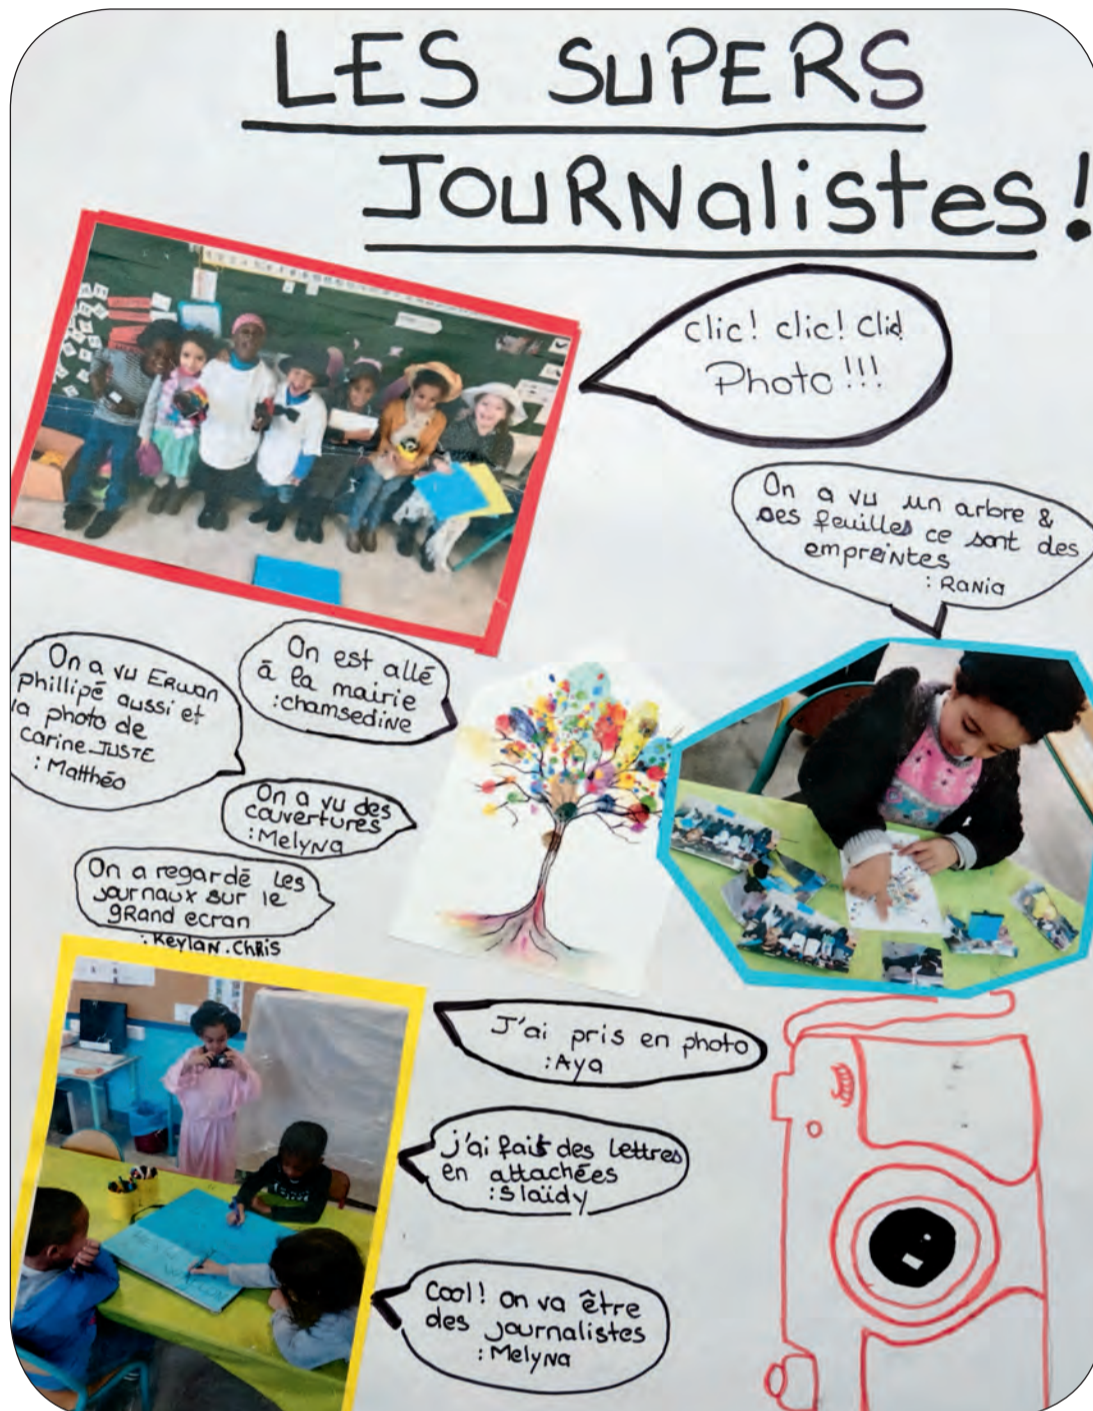 LES SUPERS
JOURNalistes!
clic! clic! Clic!
Photo!!!
On a vu un arbre &
ses feuilles ce sont des
empreintes
: RaNia
On est allé
à la mairie
: chamsediNe
On a vu Erwan
phillipé aussi et
la photo de
carine JUSTE
: Matthéo
On a vu des
couvertures
: MelyNa
On a regardé les
journaux sur le
gRand ecran
: KeylaN.ChRis
J'ai pris en photo
: Aya
j'ai fait des lettres
en attachées
: Slaïdy
Cool! on va être
des journalistes
: MelyNa